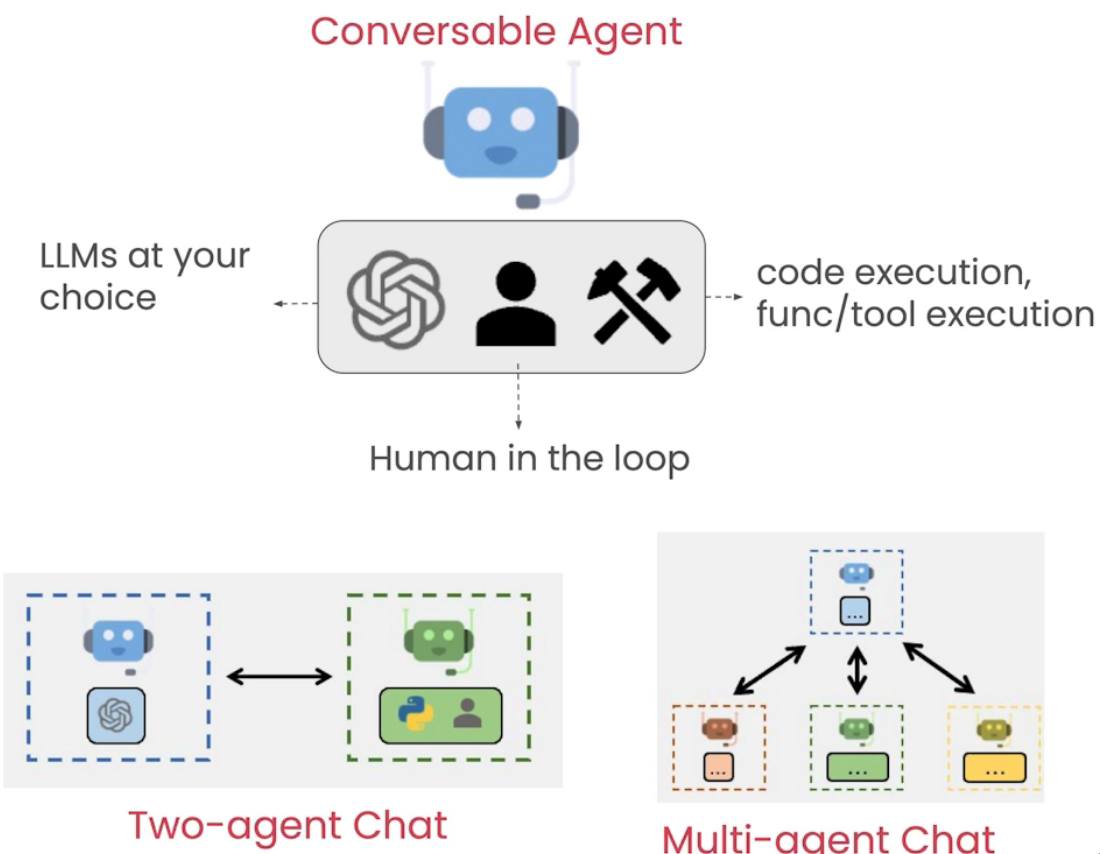 Conversable Agent
LLMs at your
choice
code execution,
func/tool execution
Human in the loop
...
... ... ...
Two-agent Chat
Multi-agent Chat